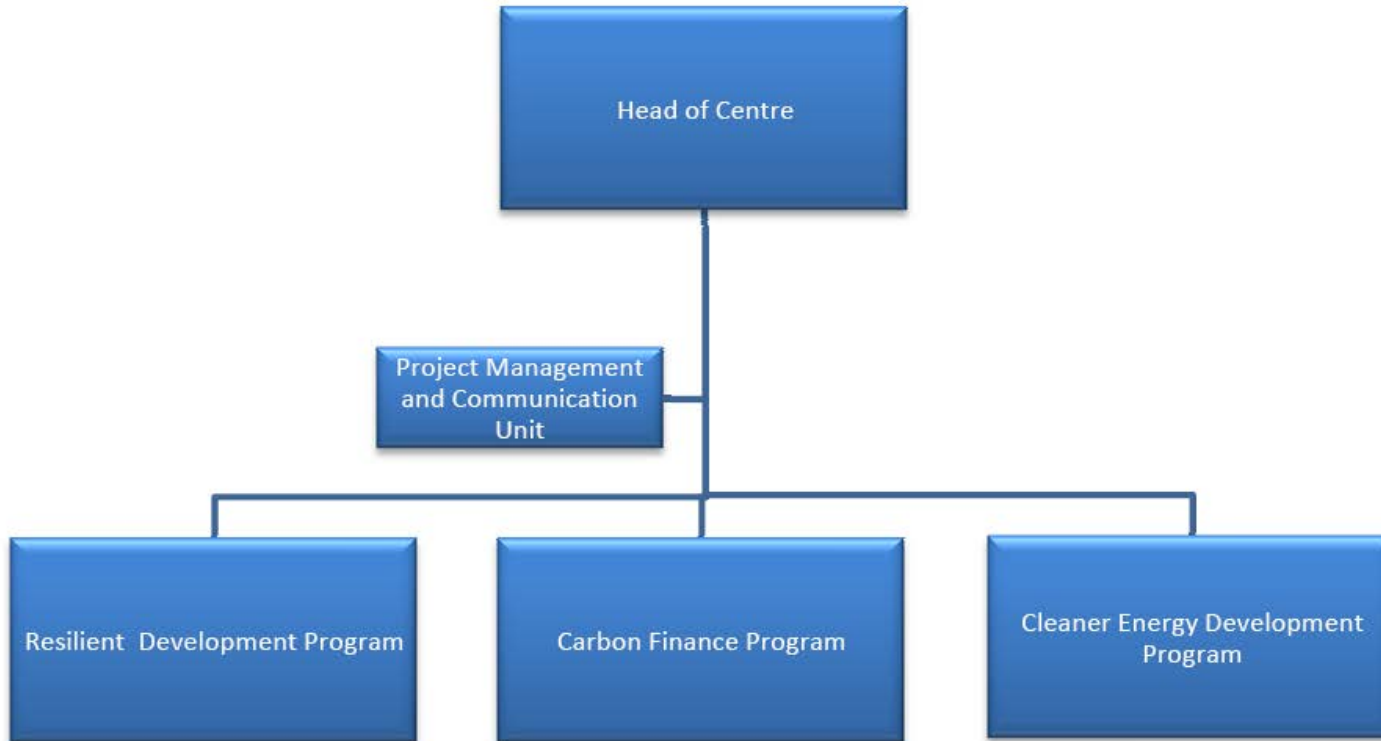 Head of Centre
Project Management
and Communication
Unit
Resilient  Development Program
Carbon Finance Program
Cleaner Energy Development
Program